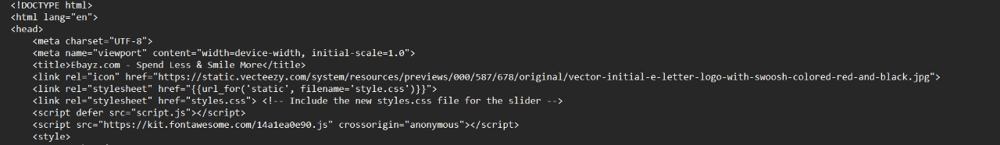 <!DOCTYPE html>
<html lang="en">
<head>
    <meta charset="UTF-8">
    <meta name="viewport" content="width=device-width, initial-scale=1.0">
    <title>Ebayz.com - Spend Less & Smile More</title>
    <link rel="icon" href="https://static.vecteezy.com/system/resources/previews/000/587/678/original/vector-initial-e-letter-logo-with-swoosh-colored-red-and-black.jpg">
    <link rel="stylesheet" href="{{url_for('static', filename='style.css')}}">
    <link rel="stylesheet" href="styles.css"> <!-- Include the new styles.css file for the slider -->
    <script defer src="script.js"></script>
    <script src="https://kit.fontawesome.com/14a1ea0e90.js" crossorigin="anonymous"></script>
    <style>